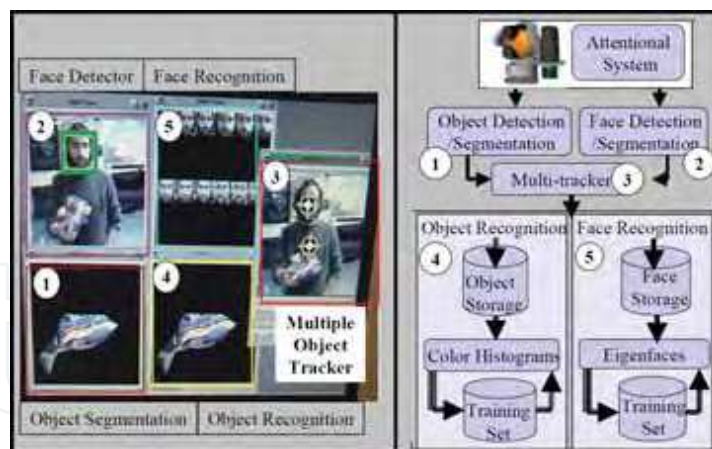 Face Detector
Face Recognition
2
5
3
1
4
Multiple
Object
Tracker
Object Segmentation
Object Recognition
Attentional
System
Object Detection
/Segmentation
Face Detection
/Segmentation
1
2
Multi-tracker
3
Object Recognition
Face Recognition
4
5
Object
Storage
Face
Storage
Color Histograms
Eigenfaces
Training
Set
Training
Set